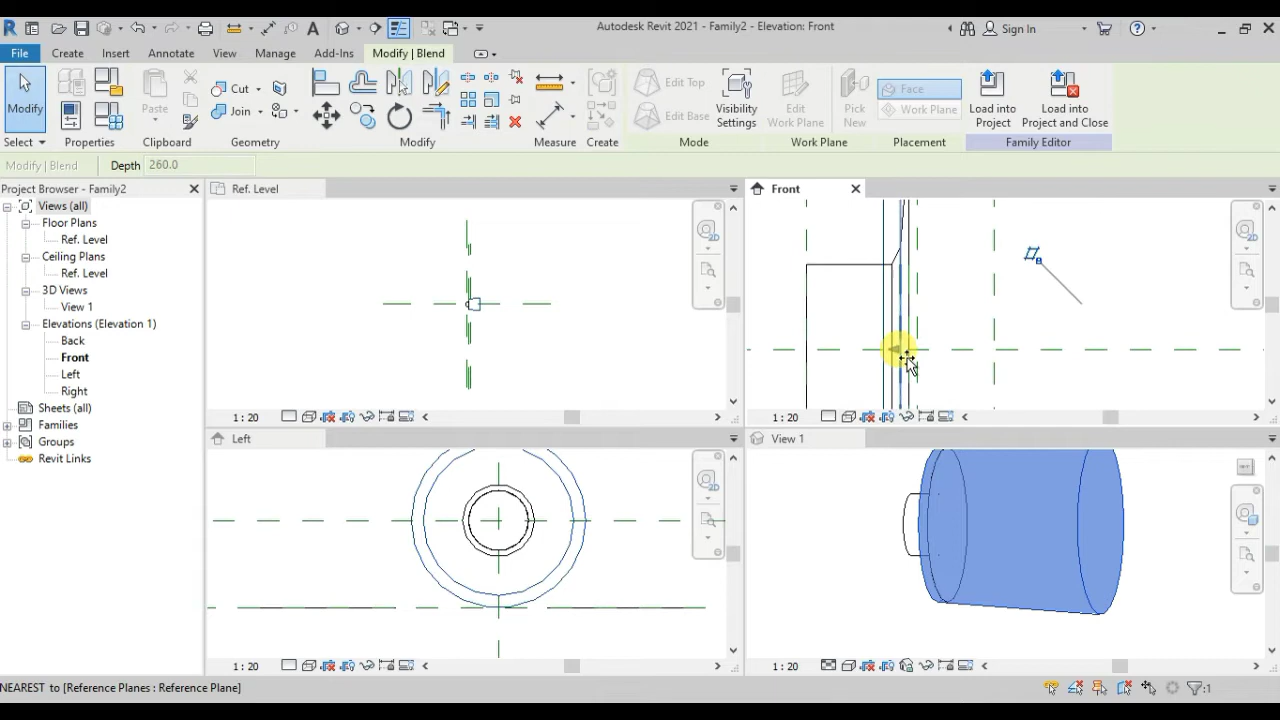 Autodesk Revit 2021 - Family2 - Elevation: Front
Sign In
File Create Insert Annotate View Manage Add-Ins Modify | Blend
Modify
Paste
Cut
Join
Edit Top
Edit Base
Visibility Settings
Edit Work Plane
Pick New
Face
Work Plane
Load into Project
Load into Project and Close
Select Properties Clipboard Geometry Modify Measure Create Mode Work Plane Placement Family Editor
Modify | Blend Depth 260.0
Project Browser - Family2
Views (all)
Floor Plans
Ref. Level
Ceiling Plans
Ref. Level
3D Views
View 1
Elevations (Elevation 1)
Back
Front
Left
Right
Sheets (all)
Families
Groups
Revit Links
Ref. Level
2D
1 : 20
Front
2D
1 : 20
Left
2D
1 : 20
View 1
1 : 20
NEAREST to [Reference Planes : Reference Plane]
:1